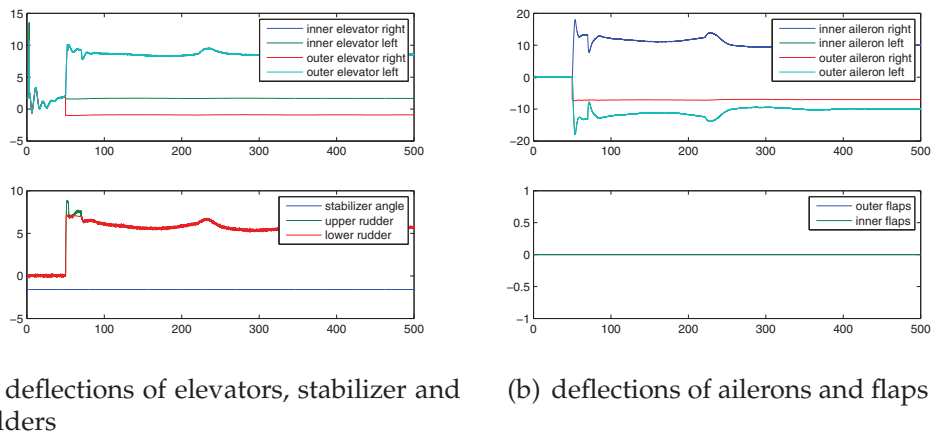 15
10
5
0
−5
0 100 200 300 400 500
inner elevator right
inner elevator left
outer elevator right
outer elevator left
20
10
0
−10
−20
0 100 200 300 400 500
inner aileron right
inner aileron left
outer aileron right
outer aileron left
10
5
0
−5
0 100 200 300 400 500
stabilizer angle
upper rudder
lower rudder
1
0.5
0
−0.5
−1
0 100 200 300 400 500
outer flaps
inner flaps
deflections of elevators, stabilizer and
lders
(b) deflections of ailerons and flaps